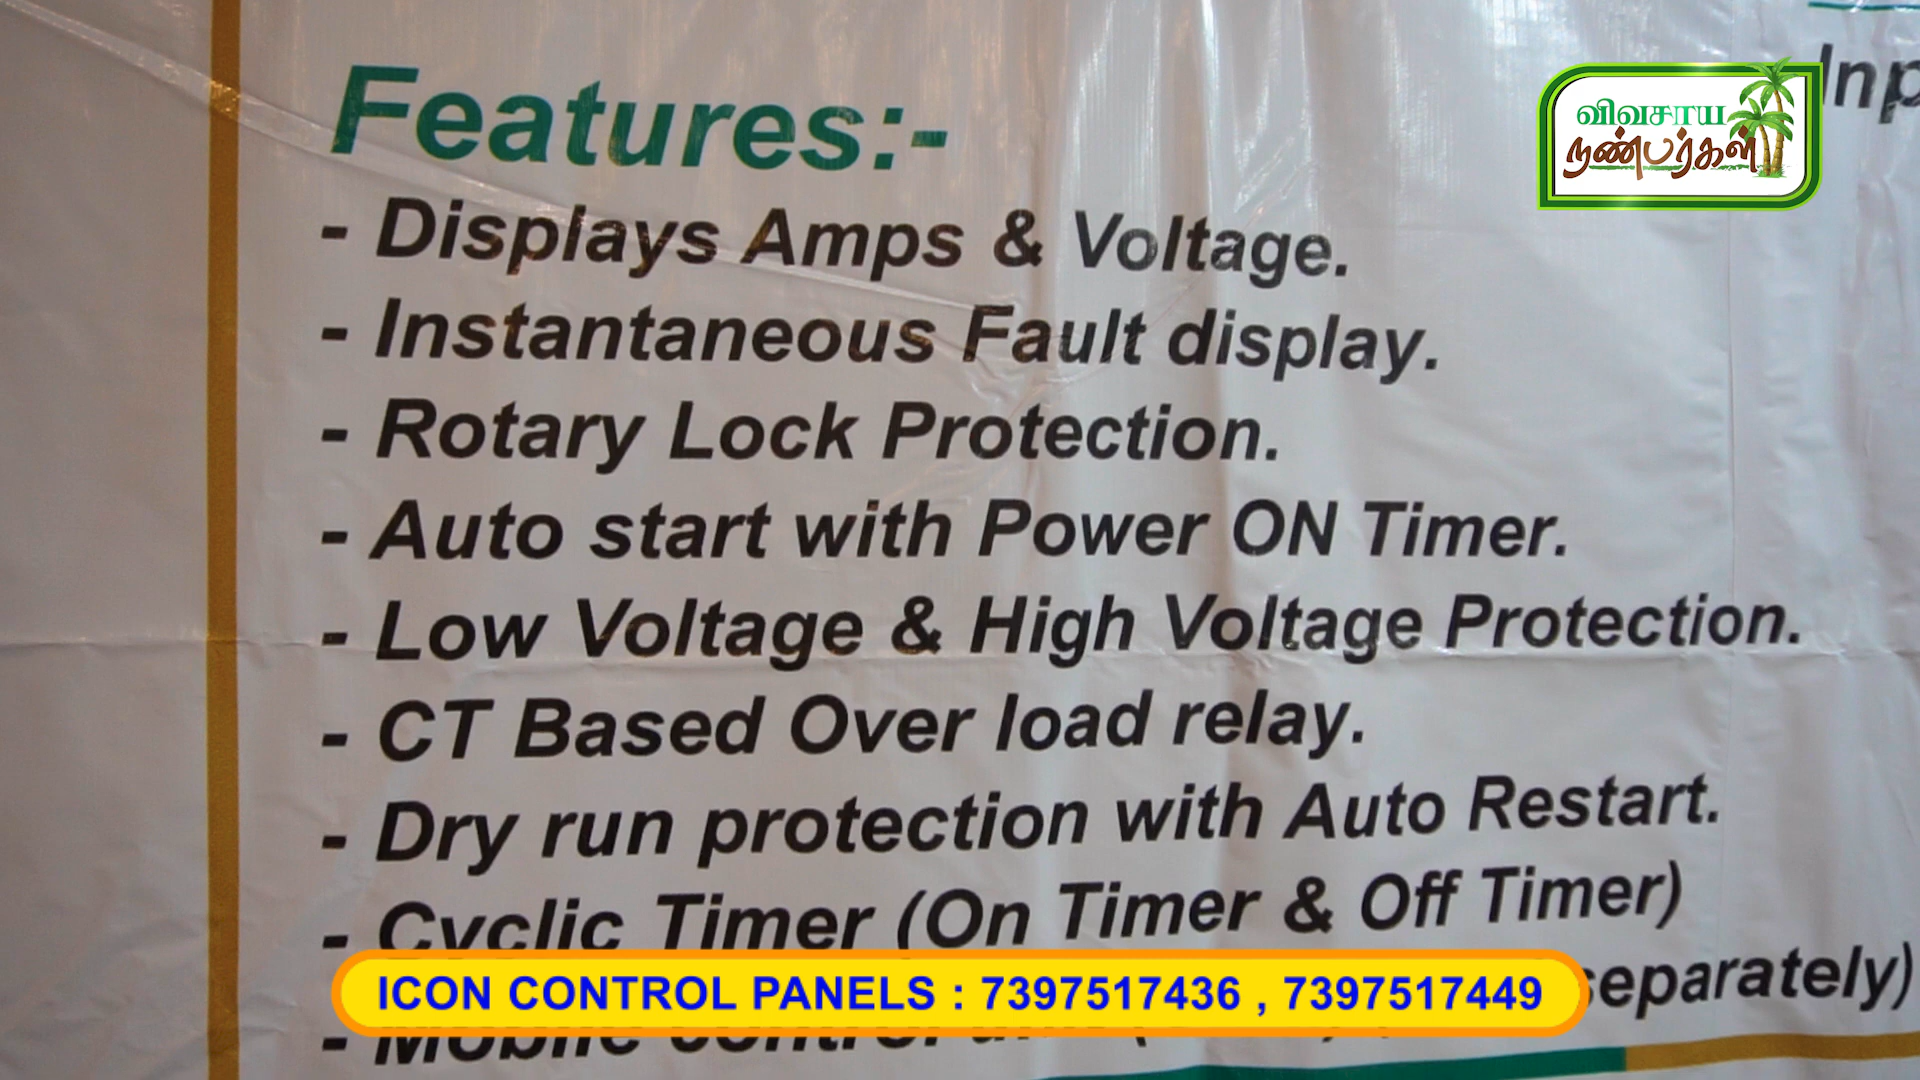 Features:-
- Displays Amps & Voltage.
- Instantaneous Fault display.
- Rotary Lock Protection.
- Auto start with Power ON Timer.
- Low Voltage & High Voltage Protection.
- CT Based Over load relay.
- Dry run protection with Auto Restart.
- Cyclic Timer (On Timer & Off Timer)
separately)
- Mobile control
விவசாய
நண்பர்கள்
ICON CONTROL PANELS : 7397517436 , 7397517449